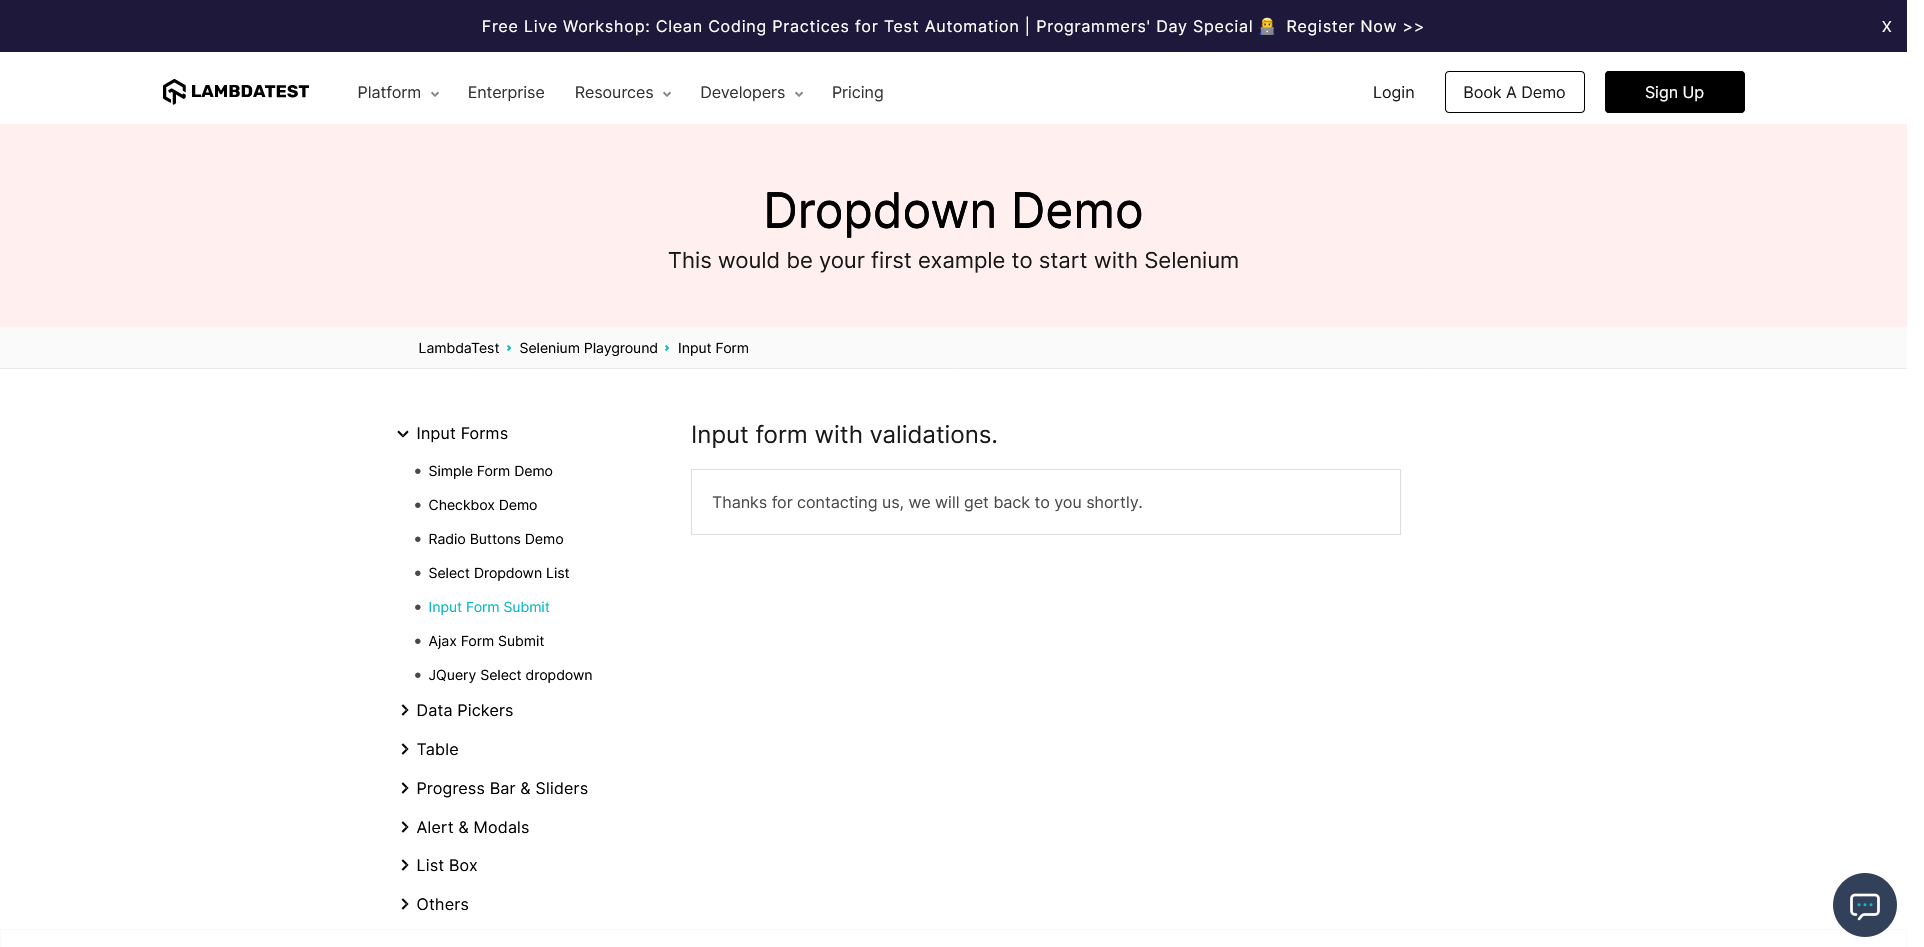 Free Live Workshop: Clean Coding Practices for Test Automation | Programmers' Day Special 👨‍💻 Register Now >>
X
LAMBDATEST
Platform
Enterprise
Resources
Developers
Pricing
Login
Book A Demo
Sign Up
Dropdown Demo
This would be your first example to start with Selenium
LambdaTest
Selenium Playground
Input Form
Input Forms
Simple Form Demo
Checkbox Demo
Radio Buttons Demo
Select Dropdown List
Input Form Submit
Ajax Form Submit
JQuery Select dropdown
Data Pickers
Table
Progress Bar & Sliders
Alert & Modals
List Box
Others
Input form with validations.
Thanks for contacting us, we will get back to you shortly.